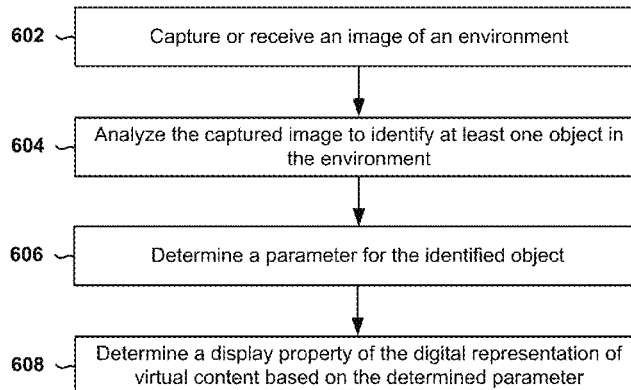 602 Capture or receive an image of an environment
604 Analyze the captured image to identify at least one object in
the environment
606 Determine a parameter for the identified object
608 Determine a display property of the digital representation of
virtual content based on the determined parameter